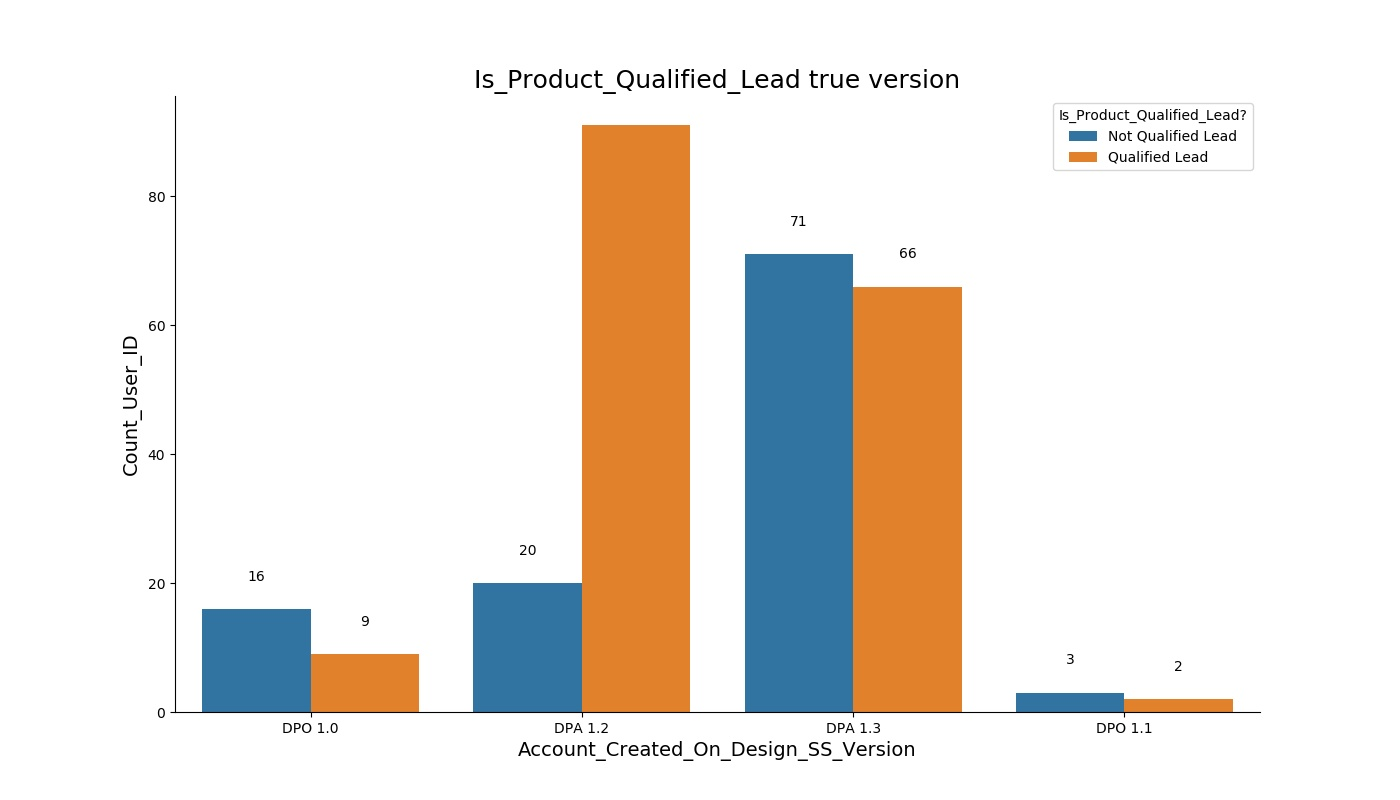 Is_Product_Qualified_Lead true version
Is_Product_Qualified_Lead?
Not Qualified Lead
Qualified Lead
Count_User_ID
80
60
40
20
0
71
66
20
16
9
3
2
DPO 1.0
DPA 1.2
DPA 1.3
DPO 1.1
Account_Created_On_Design_SS_Version